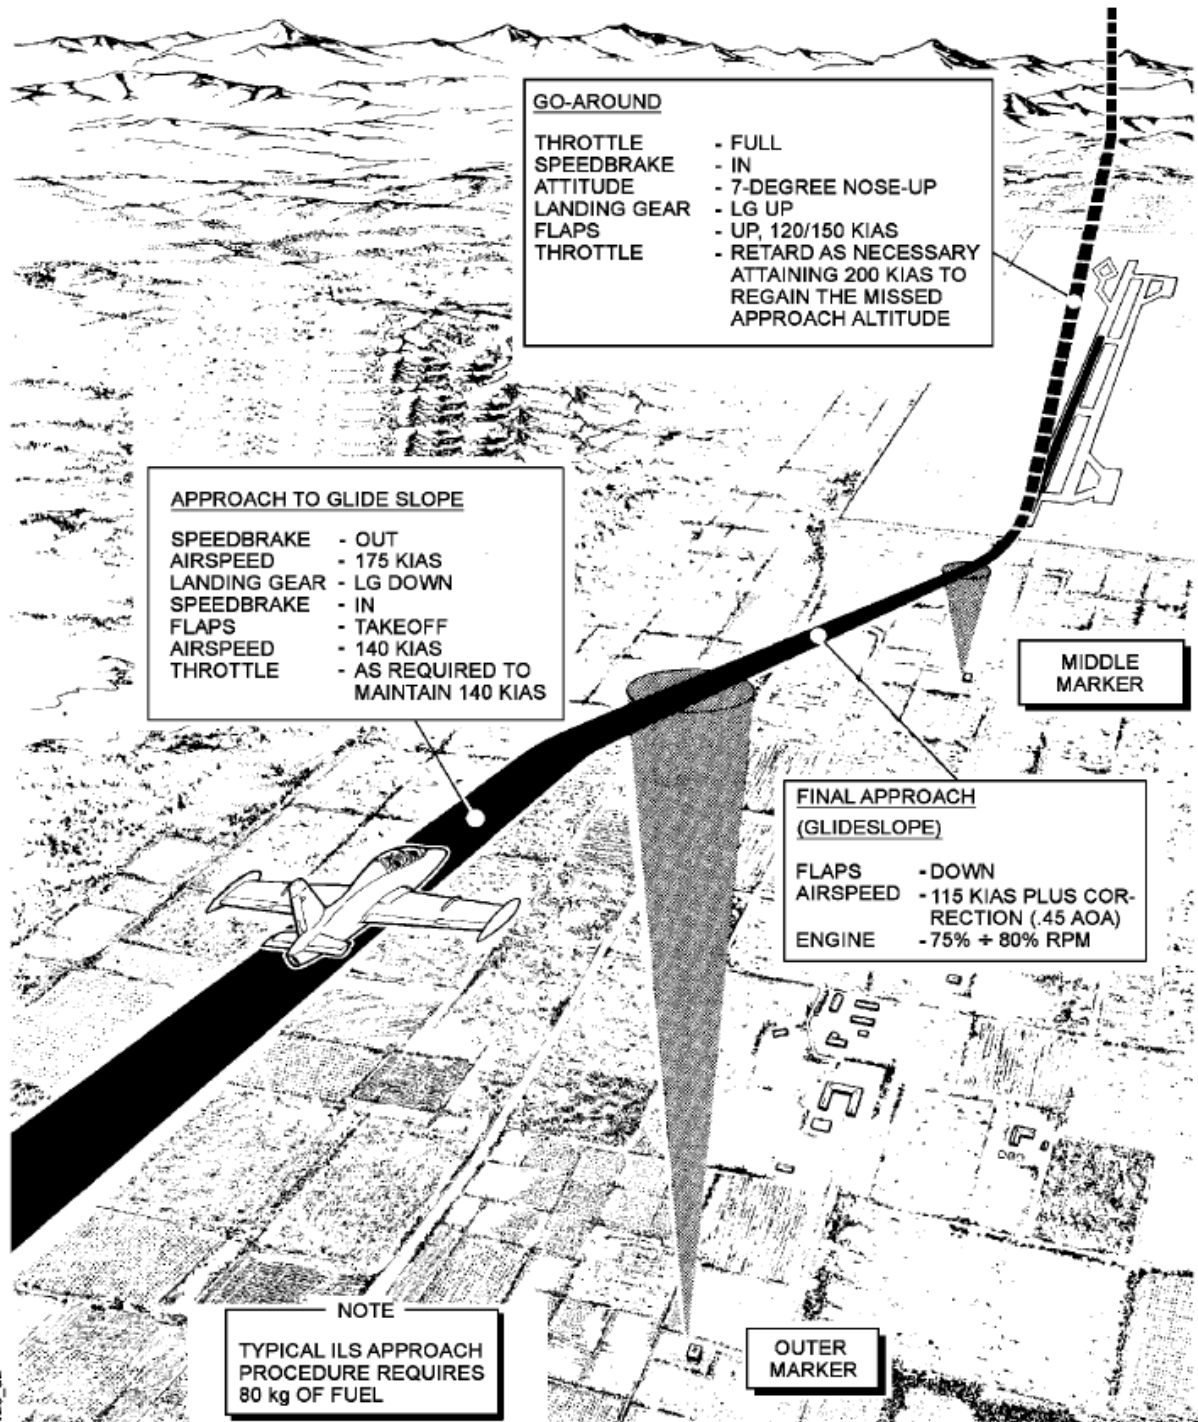 GO-AROUND
THROTTLE - FULL
SPEEDBRAKE - IN
ATTITUDE - 7-DEGREE NOSE-UP
LANDING GEAR - LG UP
FLAPS - UP, 120/150 KIAS
THROTTLE - RETARD AS NECESSARY
ATTAINING 200 KIAS TO
REGAIN THE MISSED
APPROACH ALTITUDE
APPROACH TO GLIDE SLOPE
SPEEDBRAKE - OUT
AIRSPEED - 175 KIAS
LANDING GEAR - LG DOWN
SPEEDBRAKE - IN
FLAPS - TAKEOFF
AIRSPEED - 140 KIAS
THROTTLE - AS REQUIRED TO
MAINTAIN 140 KIAS
MIDDLE
MARKER
FINAL APPROACH
(GLIDESLOPE)
FLAPS - DOWN
AIRSPEED - 115 KIAS PLUS COR-
RECTION (.45 AOA)
ENGINE - 75% ÷ 80% RPM
NOTE
TYPICAL ILS APPROACH
PROCEDURE REQUIRES
80 kg OF FUEL
OUTER
MARKER